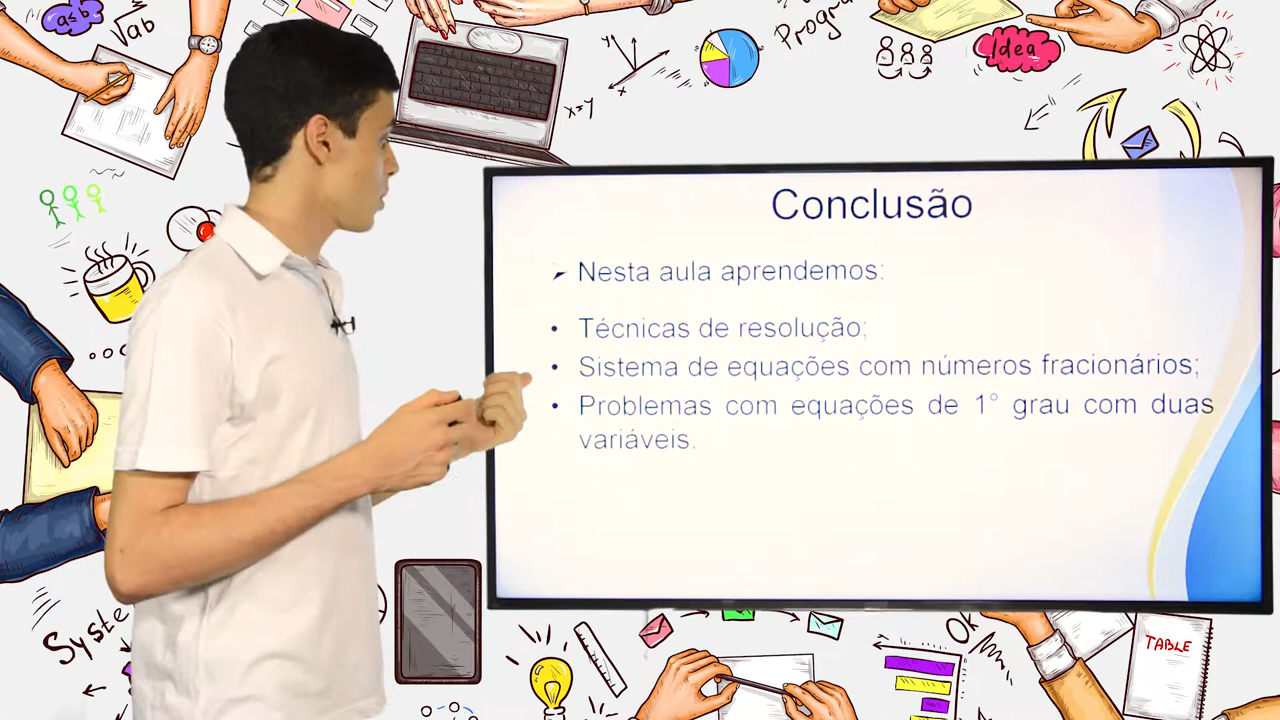 a≤b
√ab
y
x
x=y
Progra
Idea
Conclusão
➢ Nesta aula aprendemos:
• Técnicas de resolução;
• Sistema de equações com números fracionários;
• Problemas com equações de 1° grau com duas
variáveis.
Syste
Ok
TABLE